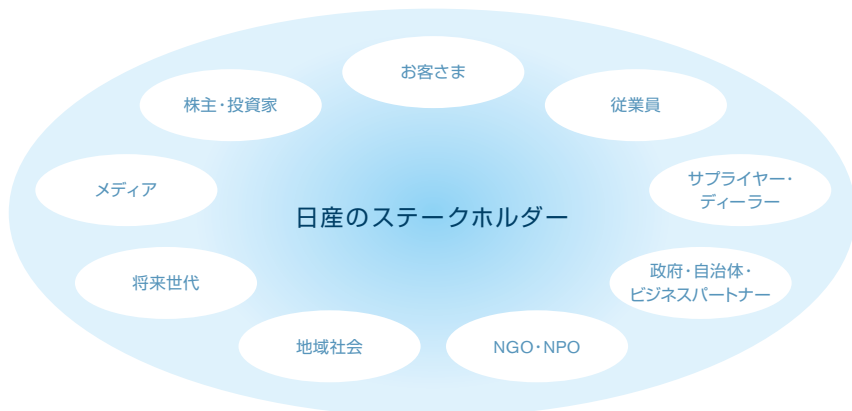 お客さま
株主・投資家
従業員
メディア
サプライヤー・
ディーラー
日産のステークホルダー
将来世代
政府・自治体・
ビジネスパートナー
地域社会
NGO・NPO